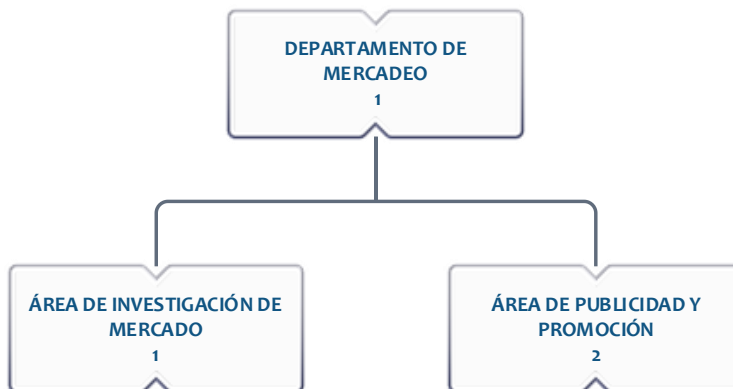 DEPARTAMENTO DE
MERCADEO
1
ÁREA DE INVESTIGACIÓN DE
MERCADO
1
ÁREA DE PUBLICIDAD Y
PROMOCIÓN
2